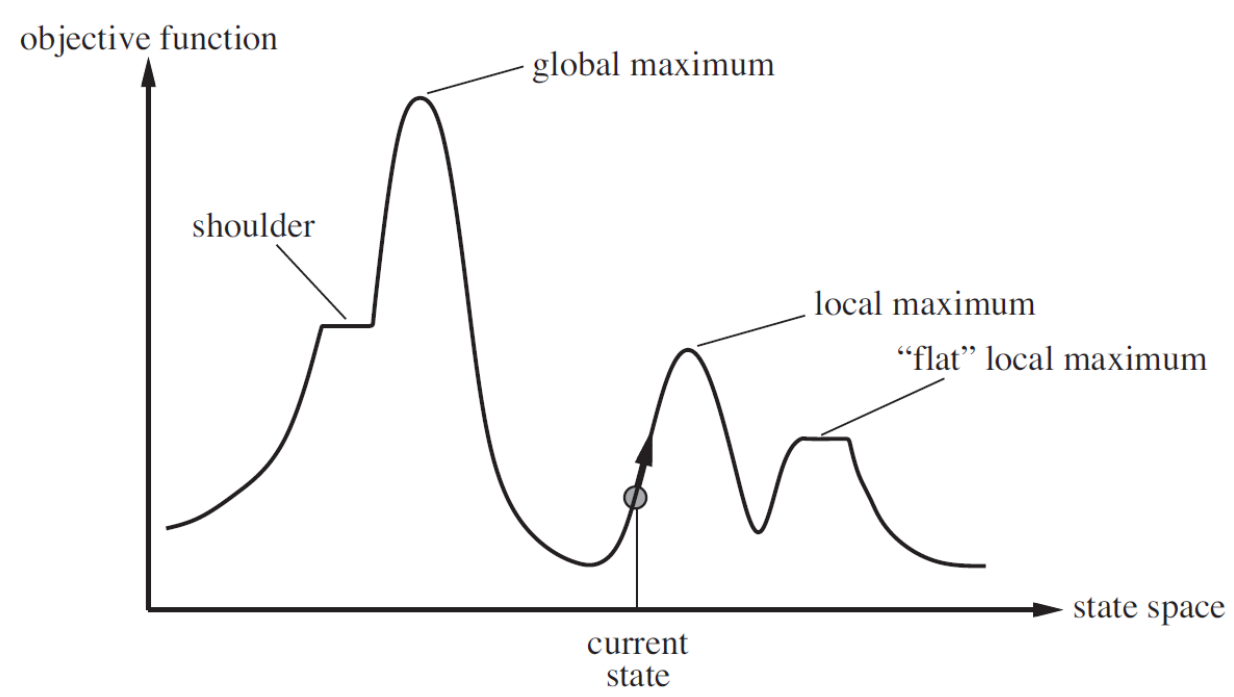 objective function
global maximum
shoulder
local maximum
“flat” local maximum
state space
current
state